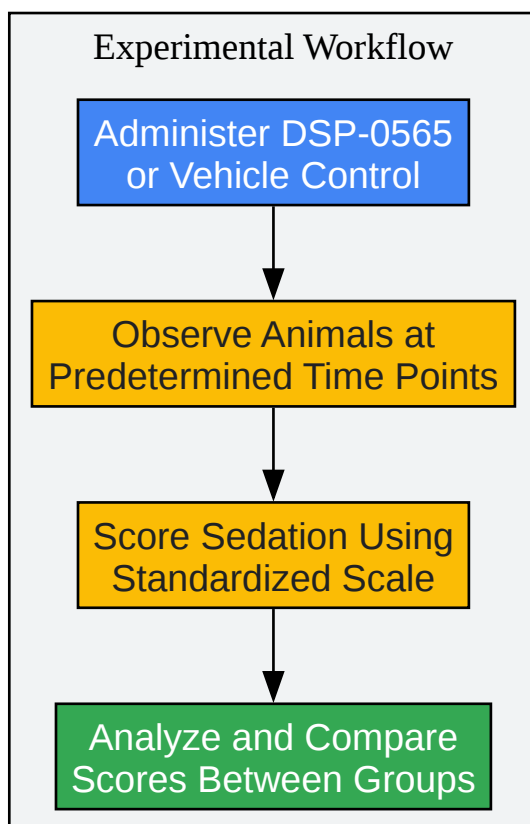 Experimental Workflow
Administer DSP-0565
or Vehicle Control
Observe Animals at
Predetermined Time Points
Score Sedation Using
Standardized Scale
Analyze and Compare
Scores Between Groups